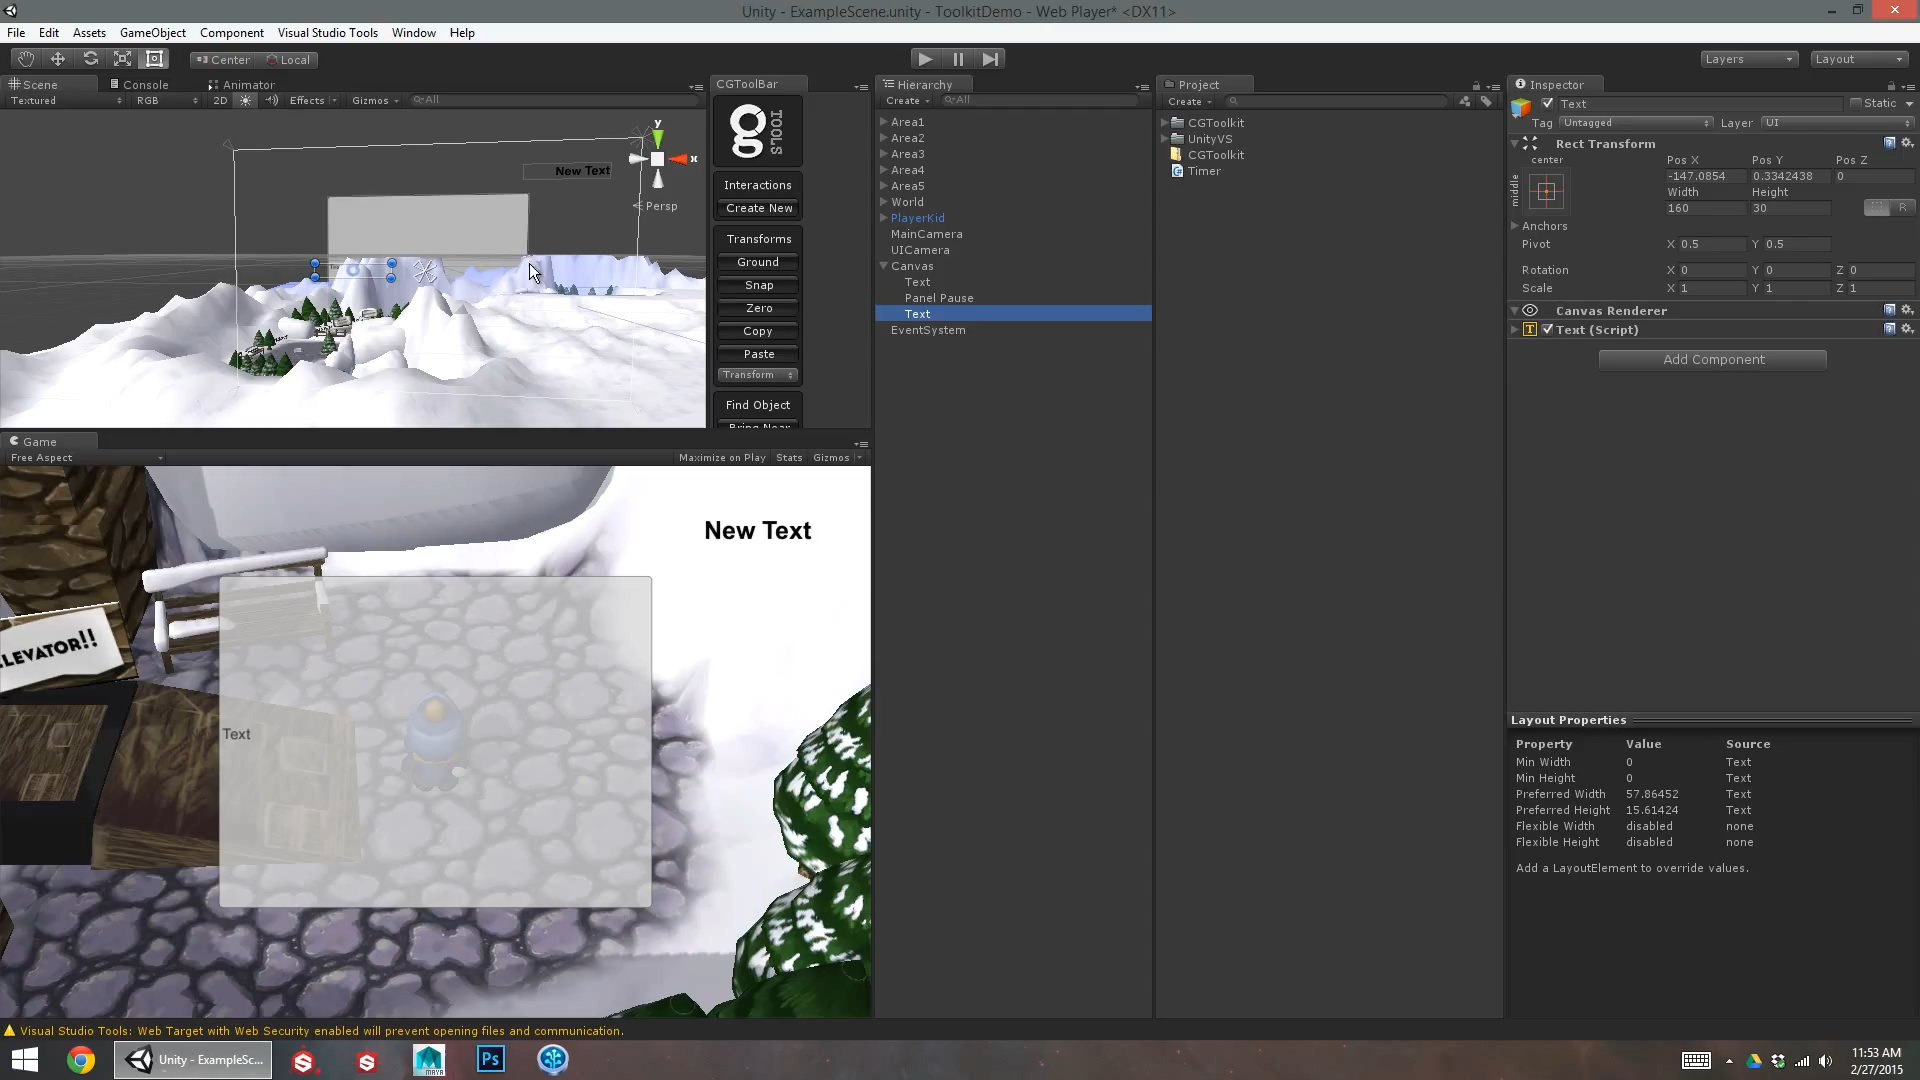 Unity - ExampleScene.unity - ToolkitDemo - Web Player* <DX11>
File Edit Assets GameObject Component Visual Studio Tools Window Help
Center Local Layers Layout
Scene Console Animator
Textured RGB 2D Effects Gizmos All
y
x
Persp
New Text
CGToolBar
g TOOLS
Interactions
Create New
Transforms
Ground
Snap
Zero
Copy
Paste
Transform
Find Object
Bring Near
Hierarchy
Create All
Area1
Area2
Area3
Area4
Area5
World
PlayerKid
MainCamera
UICamera
Canvas
Text
Panel Pause
Text
EventSystem
Project
Create
CGToolkit
UnityVS
CGToolkit
Timer
Inspector
Text Static
Tag Untagged Layer UI
Rect Transform
center
middle
Pos X Pos Y Pos Z
-147.0854 0.3342438 0
Width Height
160 30 R
Anchors
Pivot X 0.5 Y 0.5
Rotation X 0 Y 0 Z 0
Scale X 1 Y 1 Z 1
Canvas Renderer
T Text (Script)
Add Component
Layout Properties
Property Value Source
Min Width 0 Text
Min Height 0 Text
Preferred Width 57.86452 Text
Preferred Height 15.61424 Text
Flexible Width disabled none
Flexible Height disabled none
Add a LayoutElement to override values.
Game
Free Aspect Maximize on Play Stats Gizmos
New Text
ELEVATOR!!
Text
Visual Studio Tools: Web Target with Web Security enabled will prevent opening files and communication.
Unity - ExampleSc...
MAYA
Ps
11:53 AM
2/27/2015